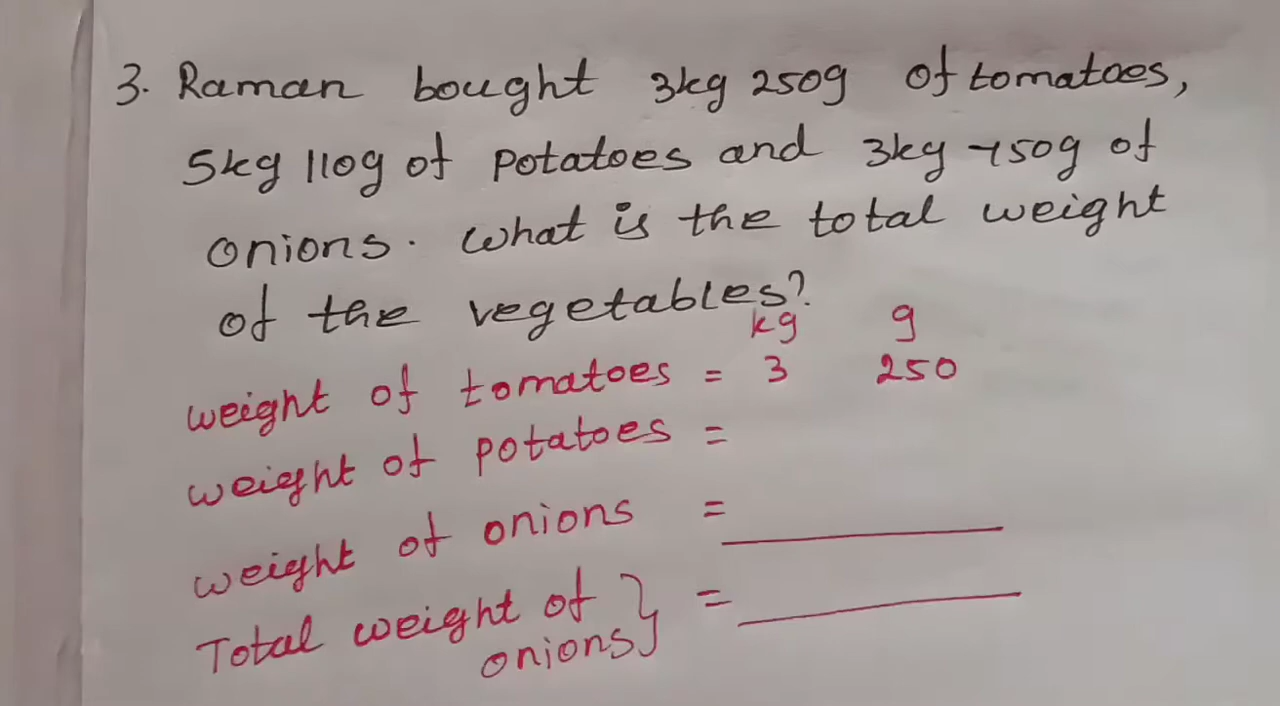 3. Raman bought 3kg 250g of tomatoes,
5kg 110g of potatoes and 3kg 750g of
onions. what is the total weight
of the vegetables?
kg g
weight of tomatoes = 3 250
weight of potatoes =
weight of onions =
Total weight of } =
onions